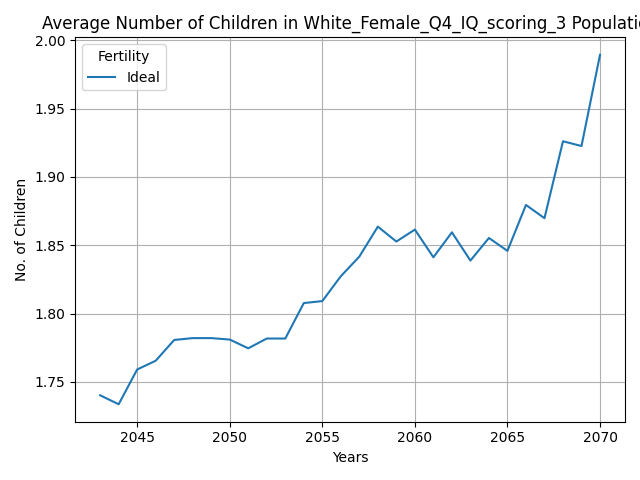 Average Number of Children in White_Female_Q4_IQ_scoring_3 Populatio
Fertility
Ideal
No. of Children
2.00
1.95
1.90
1.85
1.80
1.75
2045 2050 2055 2060 2065 2070
Years